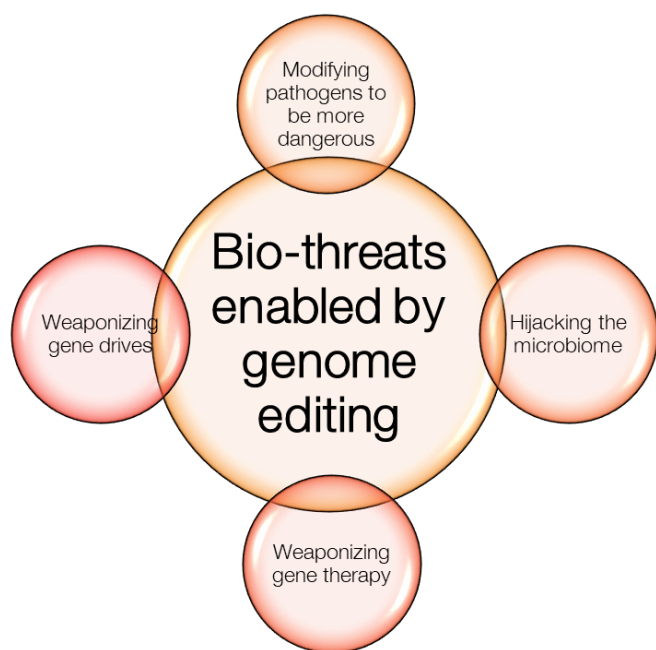 Modifying
pathogens to
be more
dangerous
Bio-threats
enabled by
genome
editing
Weaponizing
gene drives
Hijacking the
microbiome
Weaponizing
gene therapy